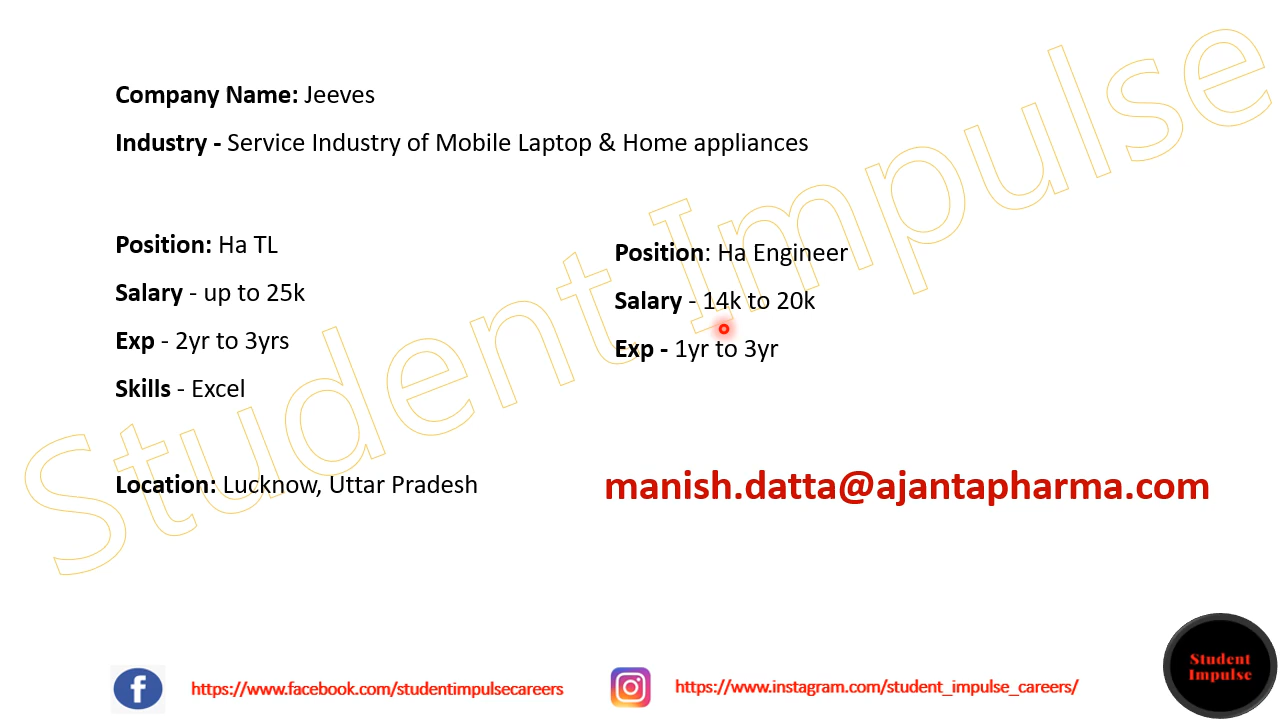 Company Name: Jeeves
Industry - Service Industry of Mobile Laptop & Home appliances
Position: Ha TL
Salary - up to 25k
Exp - 2yr to 3yrs
Skills - Excel
Position: Ha Engineer
Salary - 14k to 20k
Exp - 1yr to 3yr
Location: Lucknow, Uttar Pradesh
manish.datta@ajantapharma.com
Student Impulse
https://www.facebook.com/studentimpulsecareers
https://www.instagram.com/student_impulse_careers/
Student
Impulse